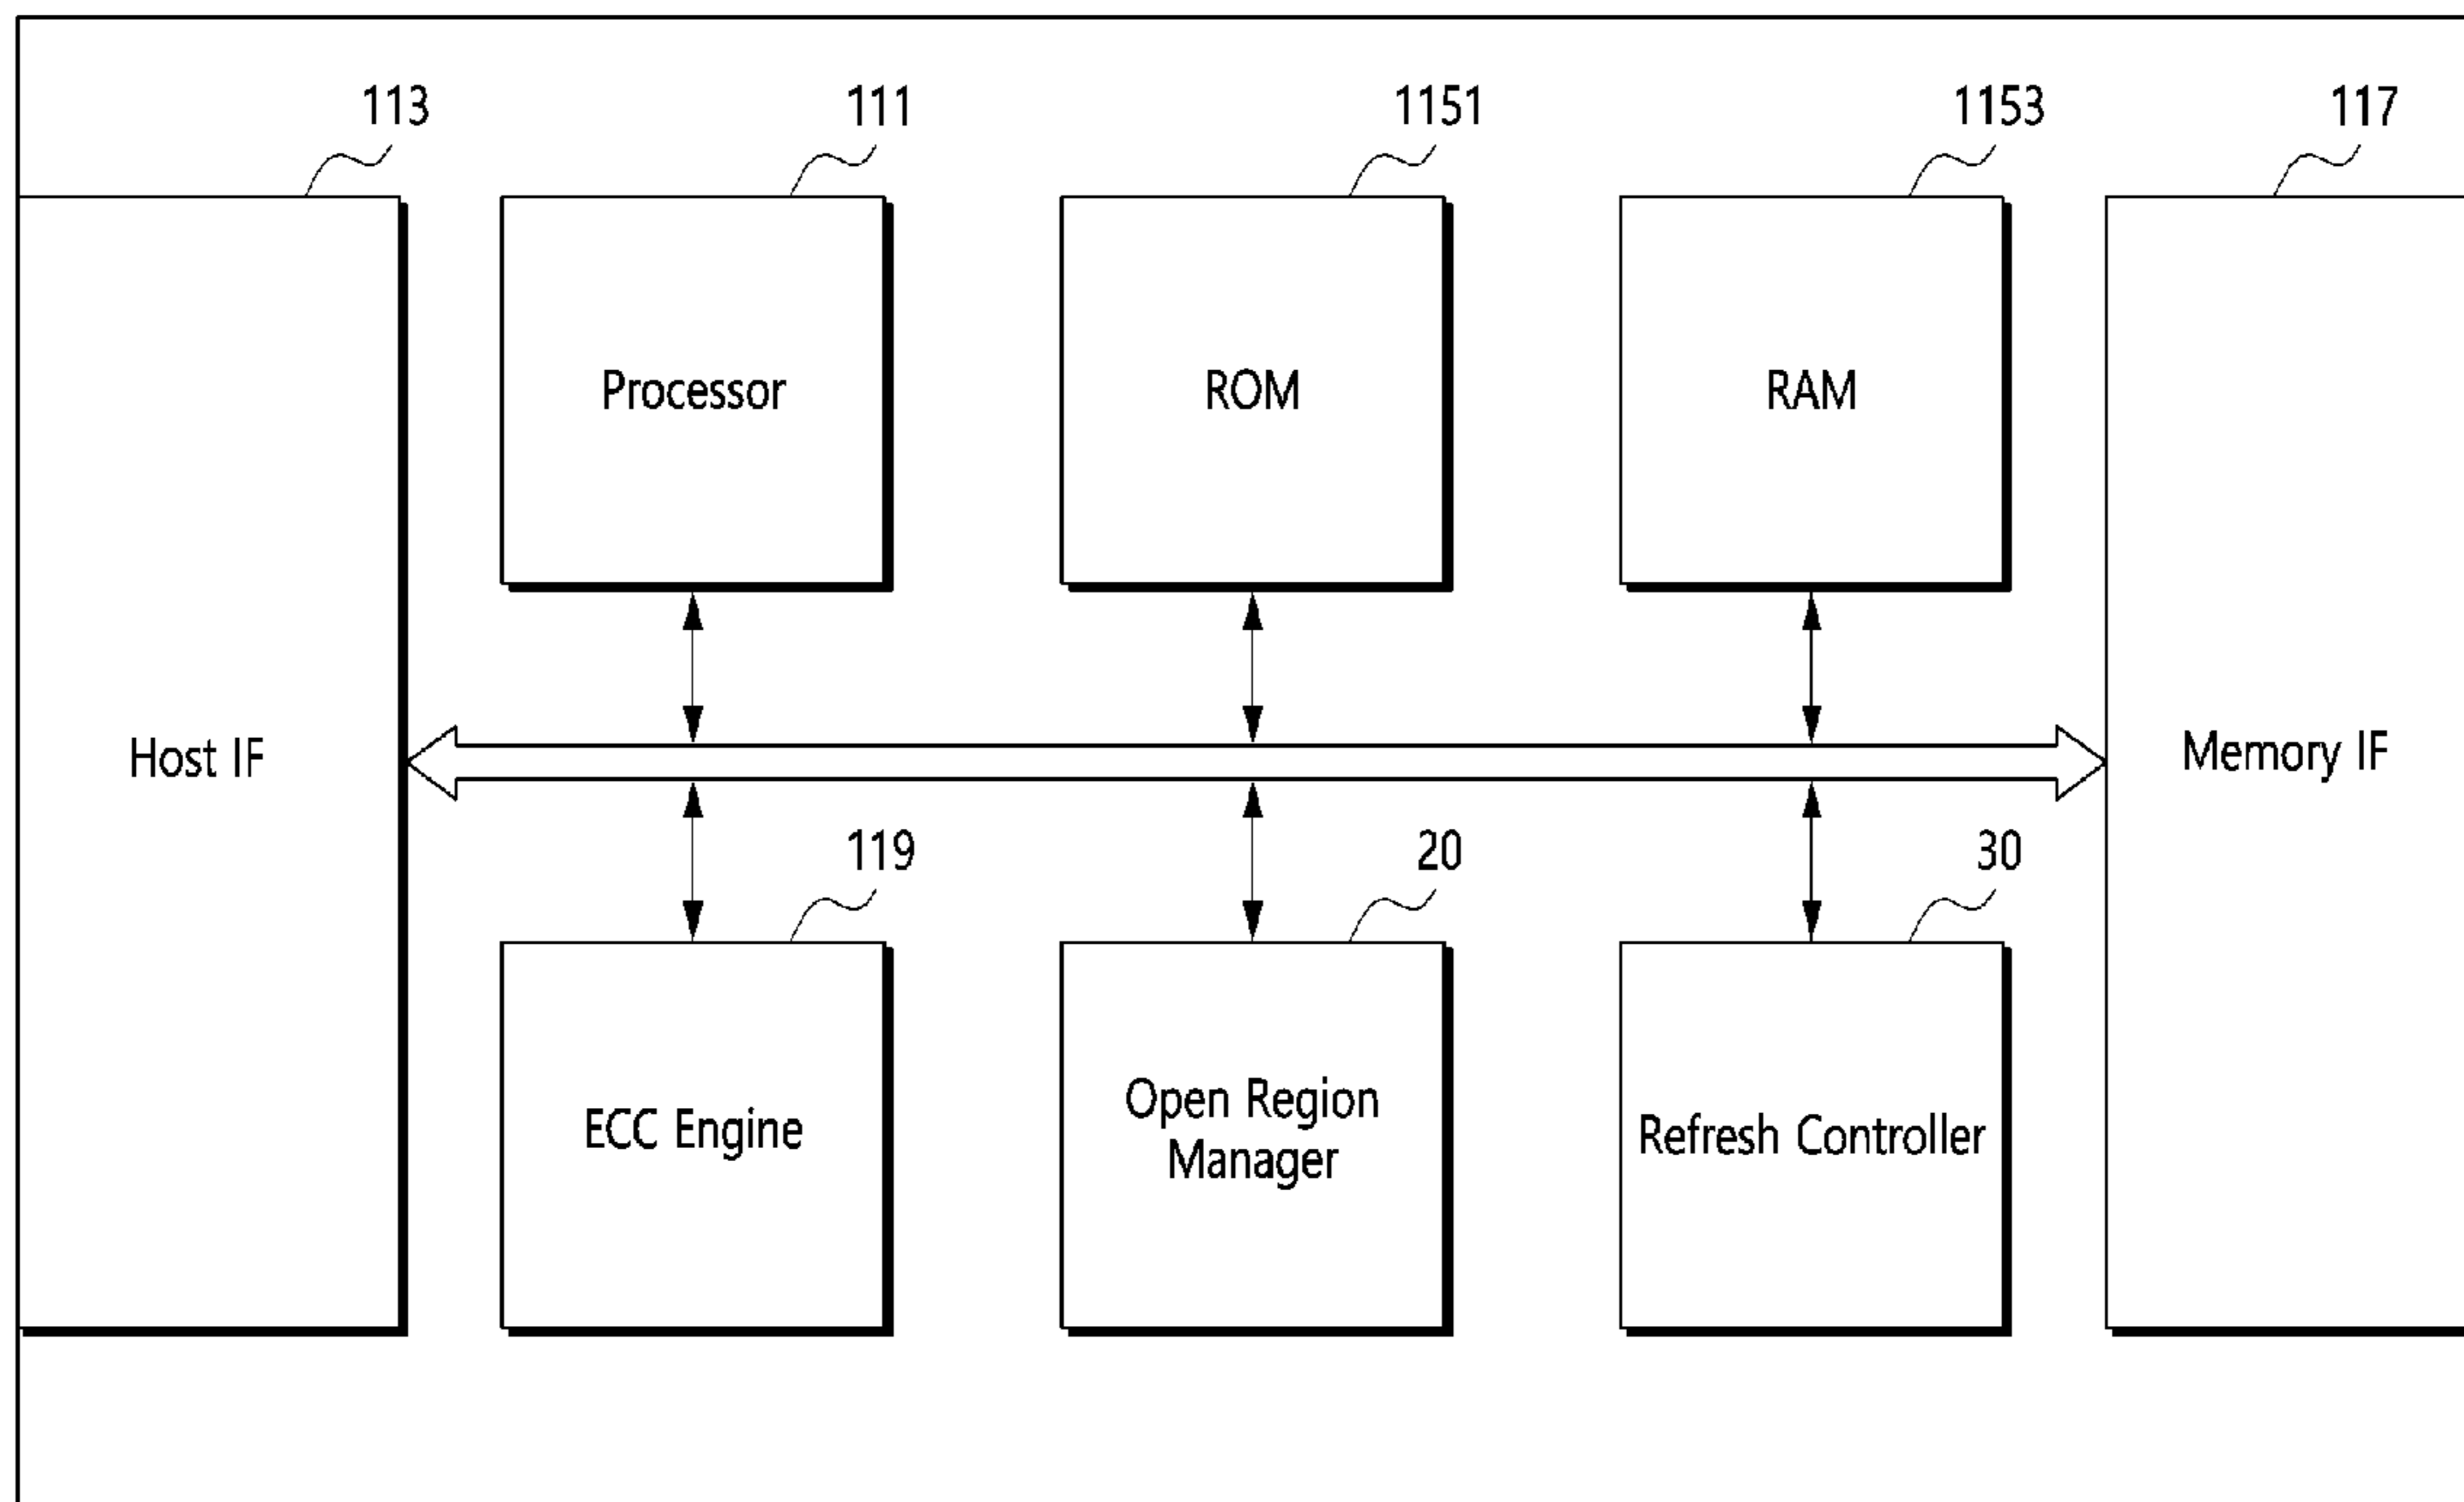 113
111
1151
1153
117
Processor
ROM
RAM
Host IF
Memory IF
119
20
30
ECC Engine
Open Region
Manager
Refresh Controller